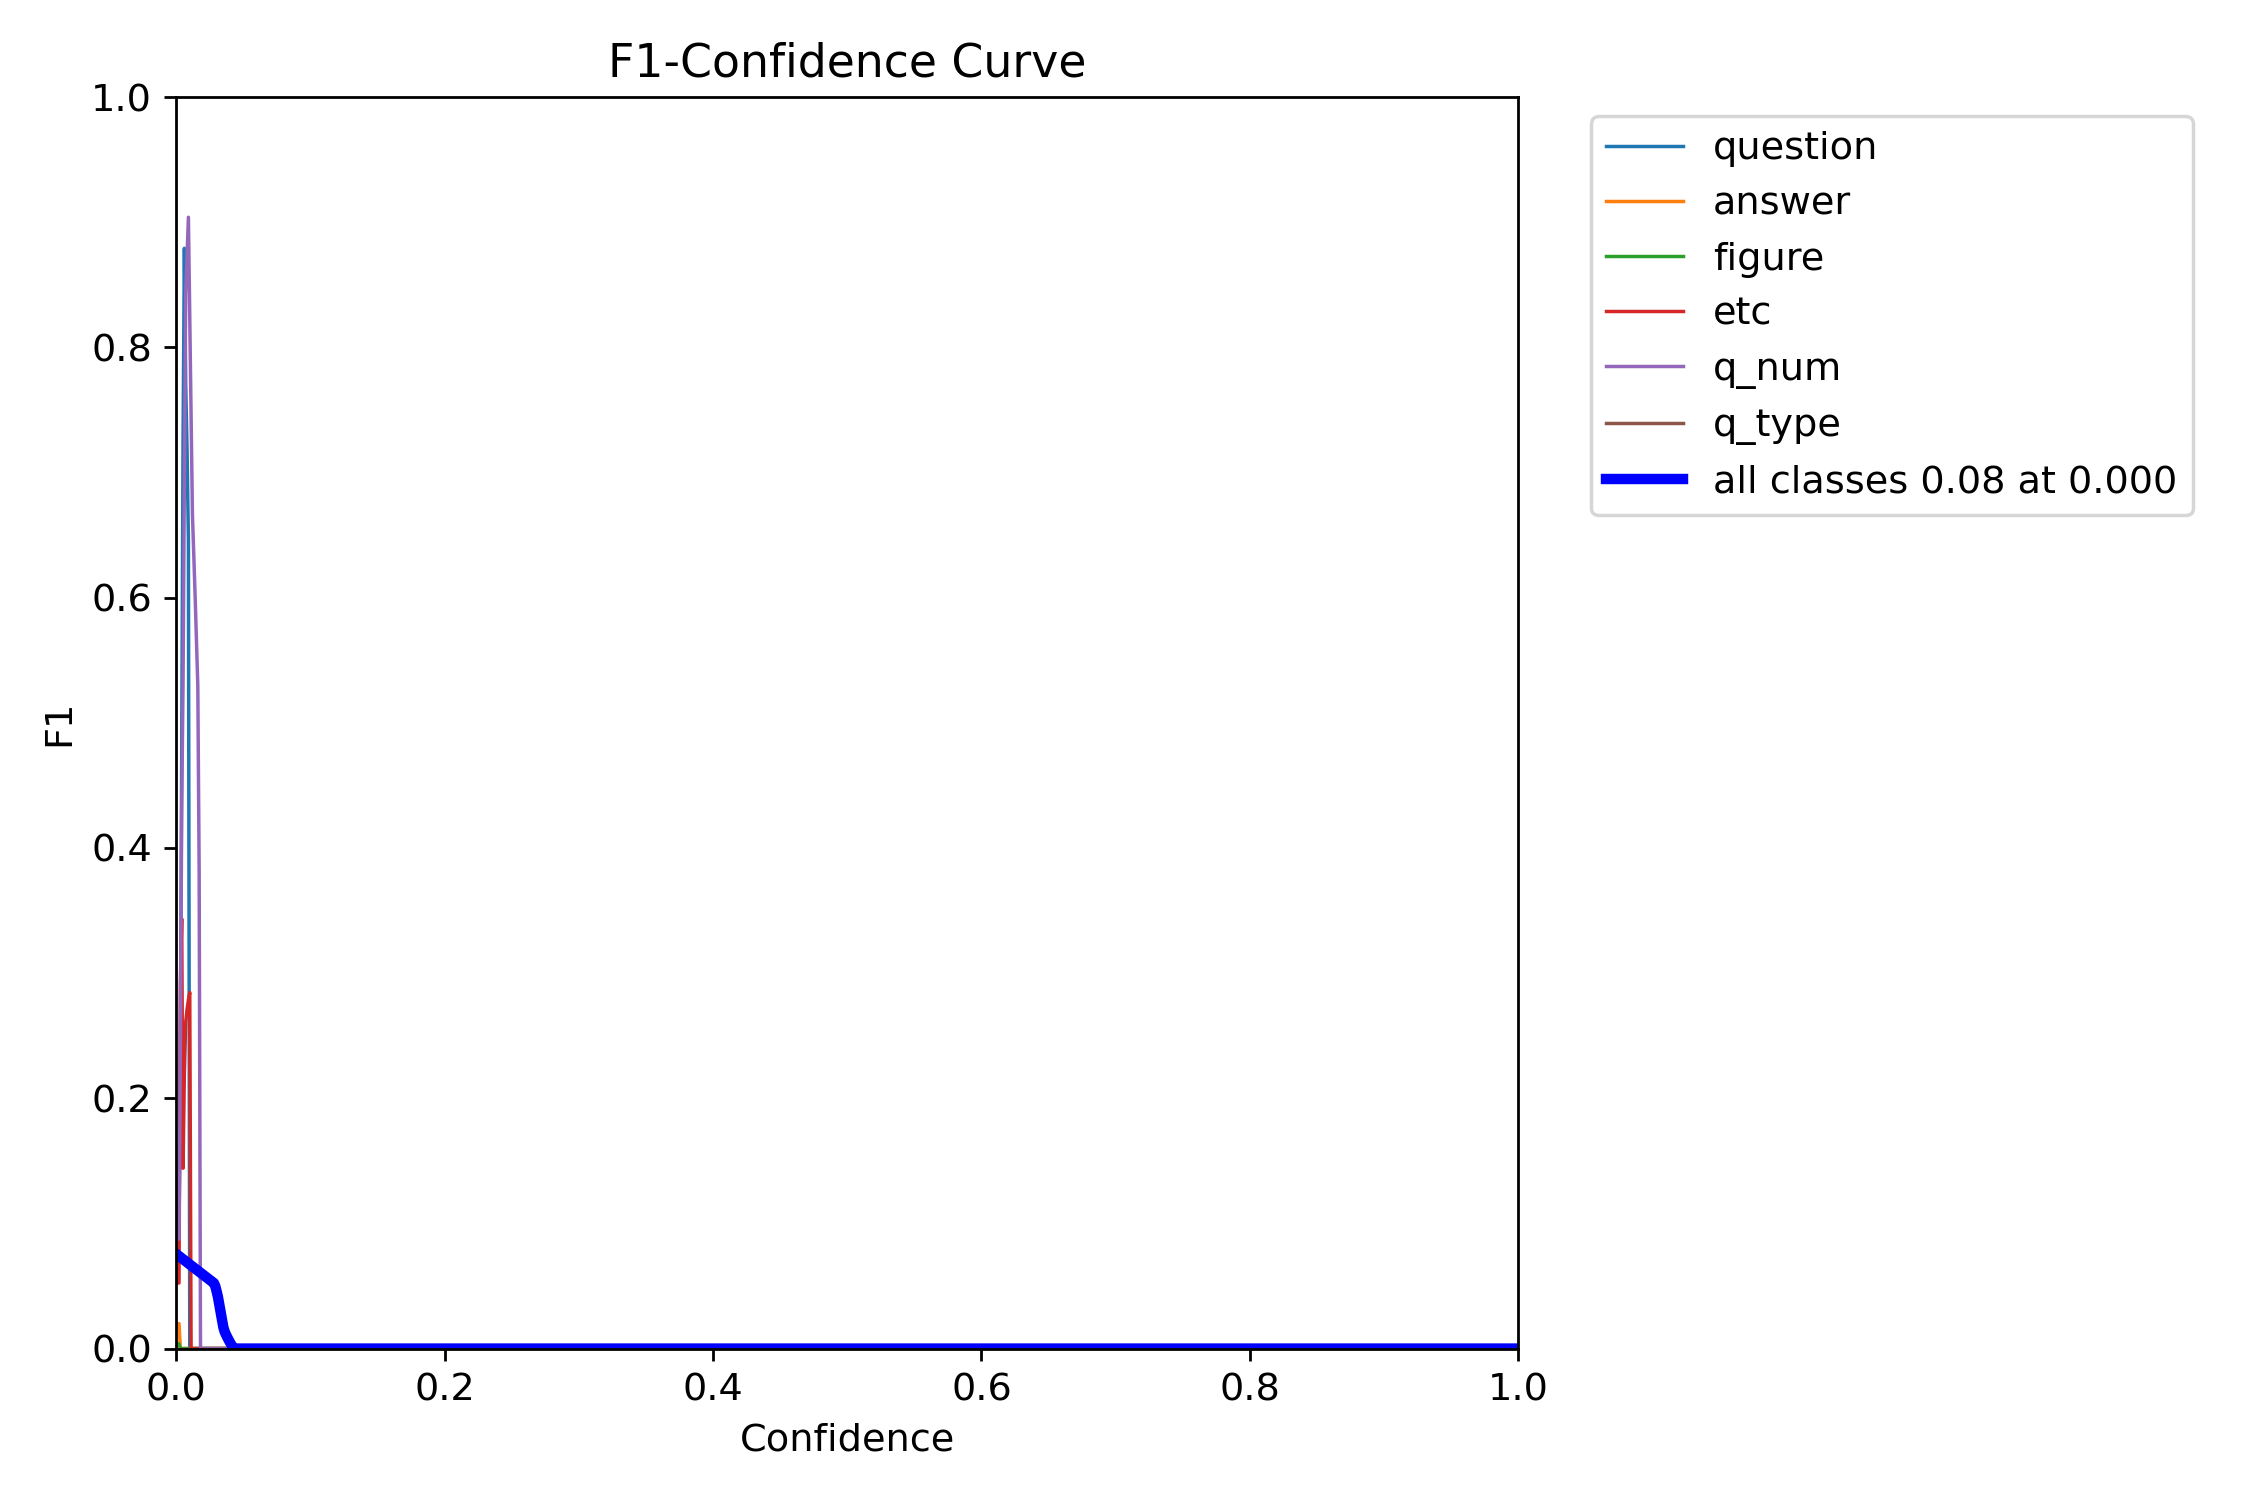 F1-Confidence Curve
1.0
0.8
0.6
0.4
0.2
0.0
F1
0.0 0.2 0.4 0.6 0.8 1.0
Confidence
question
answer
figure
etc
q_num
q_type
all classes 0.08 at 0.000